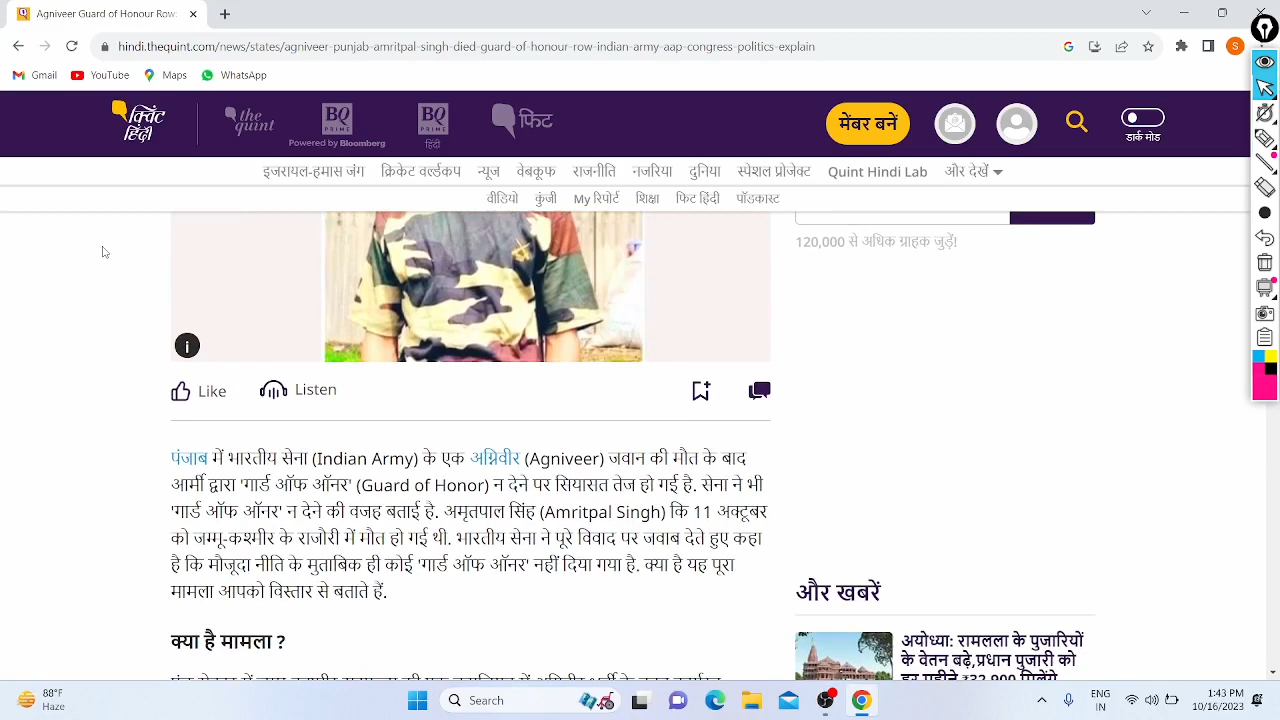 Agniveer Guard of Honor Row:
hindi.thequint.com/news/states/agniveer-punjab-amritpal-singh-died-guard-of-honor-row-indian-army-aap-congress-politics-explain
S
Gmail YouTube Maps WhatsApp
क्विंट हिंदी
the quint
BQ PRIME
Powered by Bloomberg
BQ PRIME
हिंदी
फिट
मेंबर बनें
डार्क मोड
इजरायल-हमास जंग क्रिकेट वर्ल्डकप न्यूज वेबकूफ राजनीति नजरिया दुनिया स्पेशल प्रोजेक्ट Quint Hindi Lab और देखें
वीडियो कुंजी My रिपोर्ट शिक्षा फिट हिंदी पॉडकास्ट
120,000 से अधिक ग्राहक जुड़ें!
Like Listen
पंजाब में भारतीय सेना (Indian Army) के एक अग्निवीर (Agniveer) जवान की मौत के बाद
आर्मी द्वारा 'गार्ड ऑफ ऑनर' (Guard of Honor) न देने पर सियासत तेज हो गई है. सेना ने भी
'गार्ड ऑफ ऑनर' न देने की वजह बताई है. अमृतपाल सिंह (Amritpal Singh) कि 11 अक्टूबर
को जम्मू-कश्मीर के राजौरी में मौत हो गई थी. भारतीय सेना ने पूरे विवाद पर जवाब देते हुए कहा
है कि मौजूदा नीति के मुताबिक ही कोई 'गार्ड ऑफ ऑनर' नहीं दिया गया है. क्या है यह पूरा
मामला आपको विस्तार से बताते हैं.
क्या है मामला ?
और खबरें
अयोध्या: रामलला के पुजारियों
के वेतन बढ़े,प्रधान पुजारी को
हर महीने ₹32,900 मिलेंगे
88°F
Haze
Search
ENG
IN
1:43 PM
10/16/2023